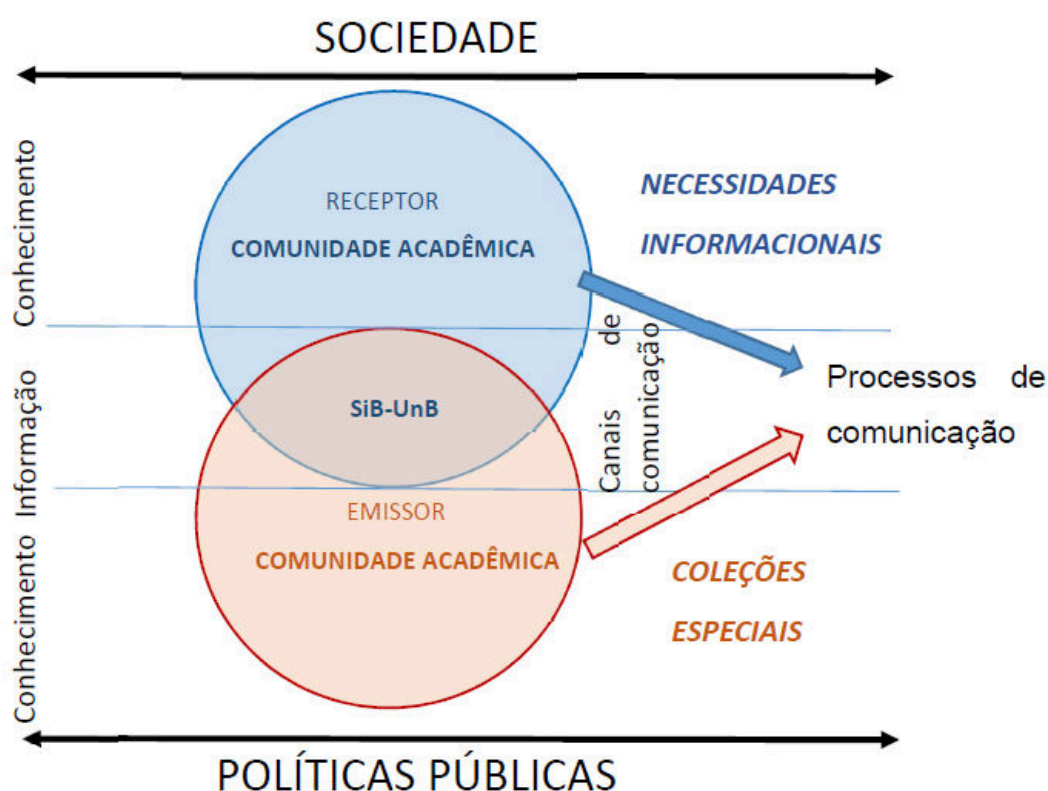 SOCIEDADE
Conhecimento
RECEPTOR
COMUNIDADE ACADÊMICA
NECESSIDADES
INFORMACIONAIS
Informação
SiB-UnB
Canais de
comunicação
Processos de
comunicação
Conhecimento
EMISSOR
COMUNIDADE ACADÊMICA
COLEÇÕES
ESPECIAIS
POLÍTICAS PÚBLICAS